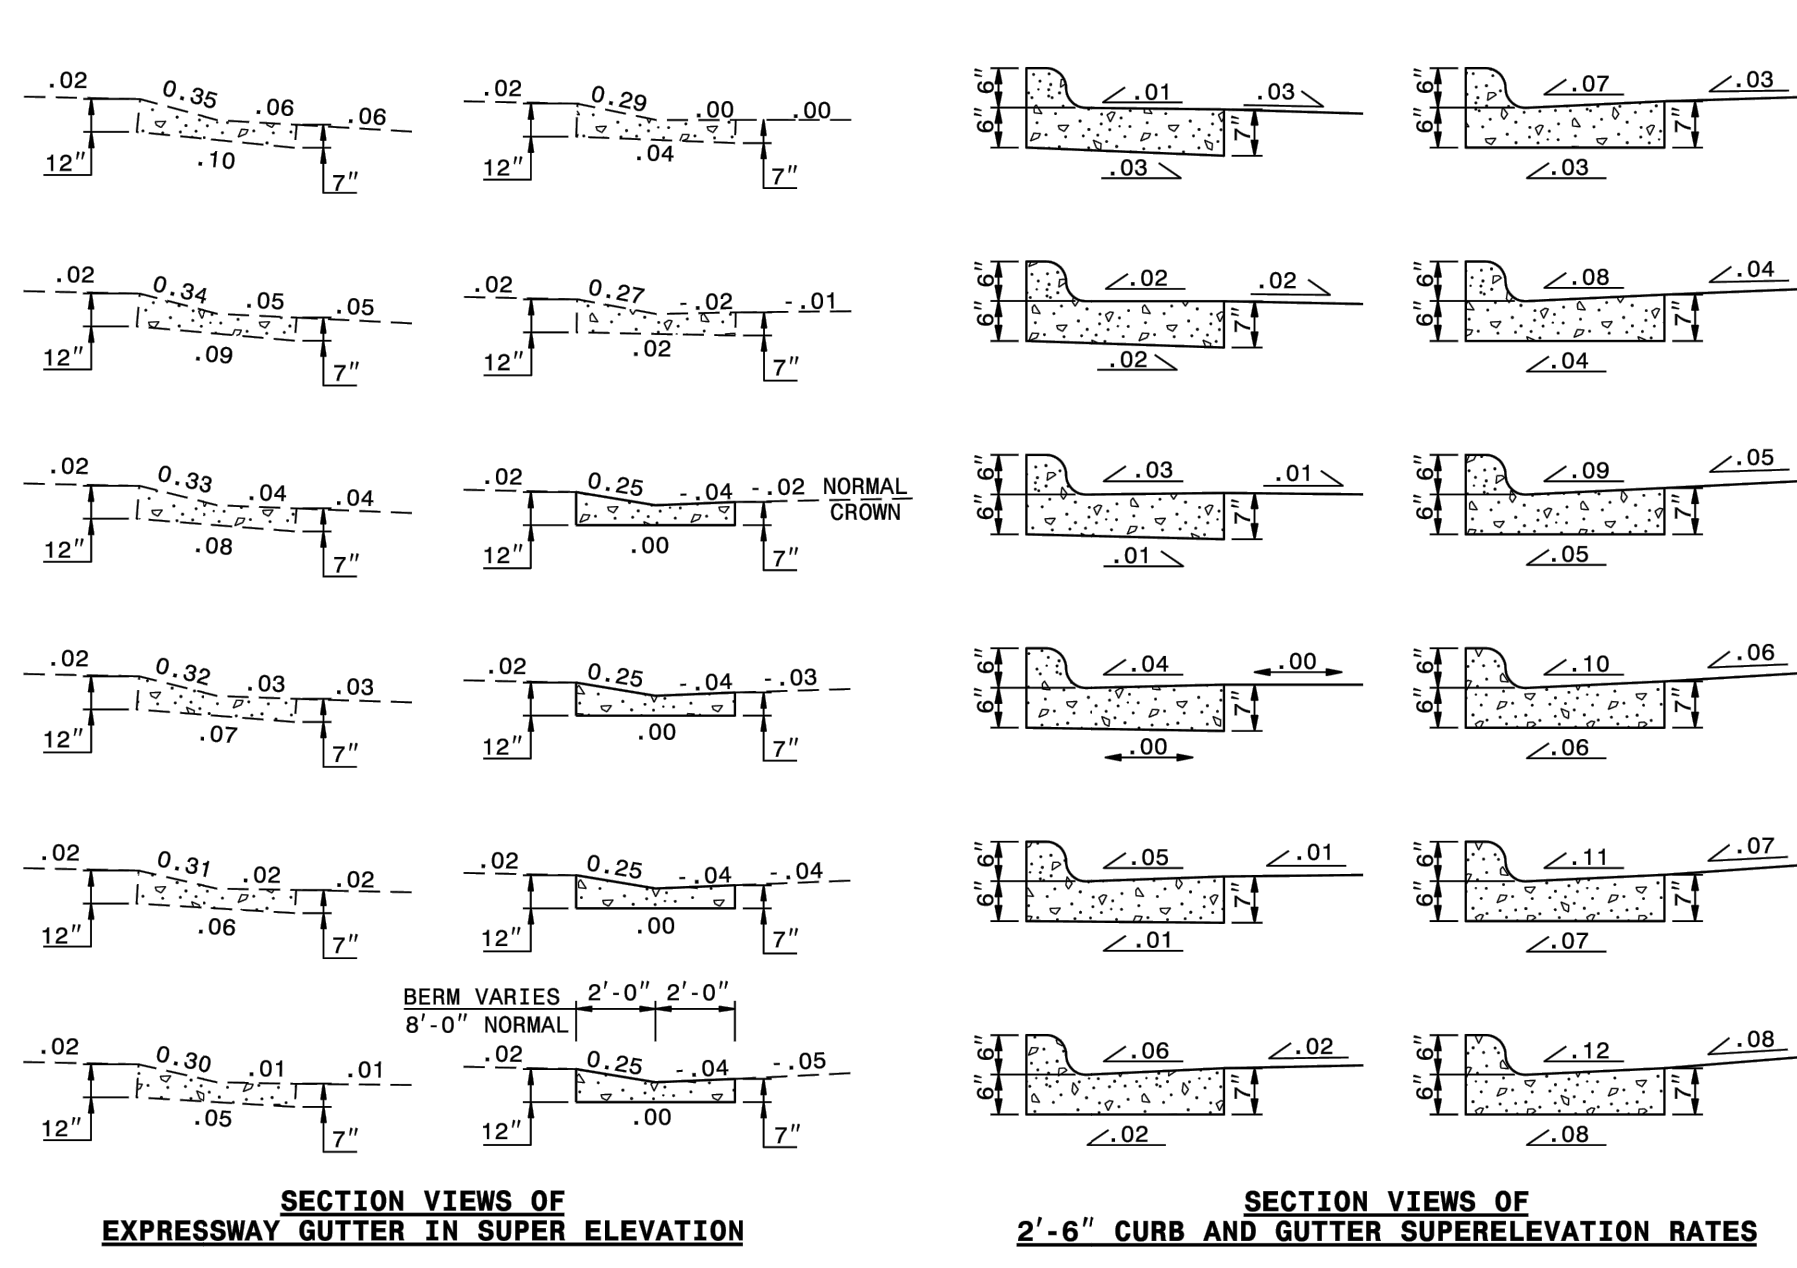 .02 0.35 .06 .06
12" .10 7"
.02 0.34 .05 .05
12" .09 7"
.02 0.33 .04 .04
12" .08 7"
.02 0.32 .03 .03
12" .07 7"
.02 0.31 .02 .02
12" .06 7"
.02 0.30 .01 .01
12" .05 7"
.02 0.29 .00 .00
12" .04 7"
.02 0.27 -.02 -.01
12" .02 7"
.02 0.25 -.04 -.02 NORMAL
CROWN
12" .00 7"
.02 0.25 -.04 -.03
12" .00 7"
.02 0.25 -.04 -.04
12" .00 7"
BERM VARIES 2'-0" 2'-0"
8'-0" NORMAL
.02 0.25 -.04 -.05
12" .00 7"
SECTION VIEWS OF
EXPRESSWAY GUTTER IN SUPER ELEVATION
6" .01 .03
6" 7"
.03
6" .02 .02
6" 7"
.02
6" .03 .01
6" 7"
.01
6" .04 .00
6" 7"
.00
6" .05 .01
6" 7"
.01
6" .06 .02
6" 7"
.02
6" .07 .03
6" 7"
.03
6" .08 .04
6" 7"
.04
6" .09 .05
6" 7"
.05
6" .10 .06
6" 7"
.06
6" .11 .07
6" 7"
.07
6" .12 .08
6" 7"
.08
SECTION VIEWS OF
2'-6" CURB AND GUTTER SUPERELEVATION RATES